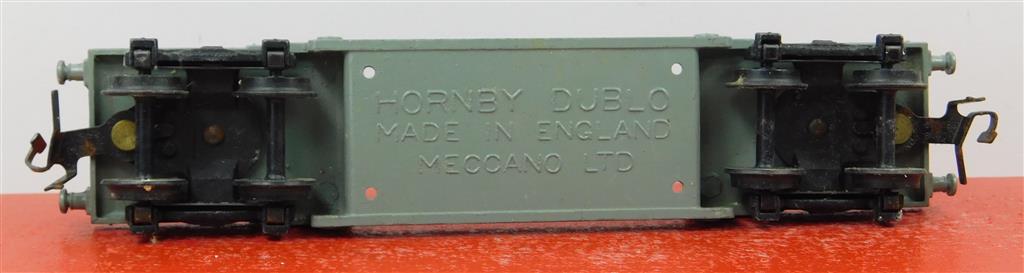 HORNBY DUBLO
MADE IN ENGLAND
MECCANO LTD